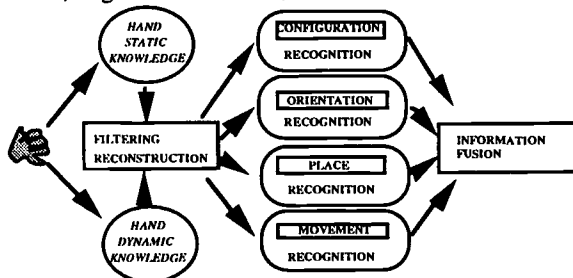 HAND
STATIC
KNOWLEDGE
FILTERING
RECONSTRUCTION
HAND
DYNAMIC
KNOWLEDGE
CONFIGURATION
RECOGNITION
ORIENTATION
RECOGNITION
PLACE
RECOGNITION
MOVEMENT
RECOGNITION
INFORMATION
FUSION